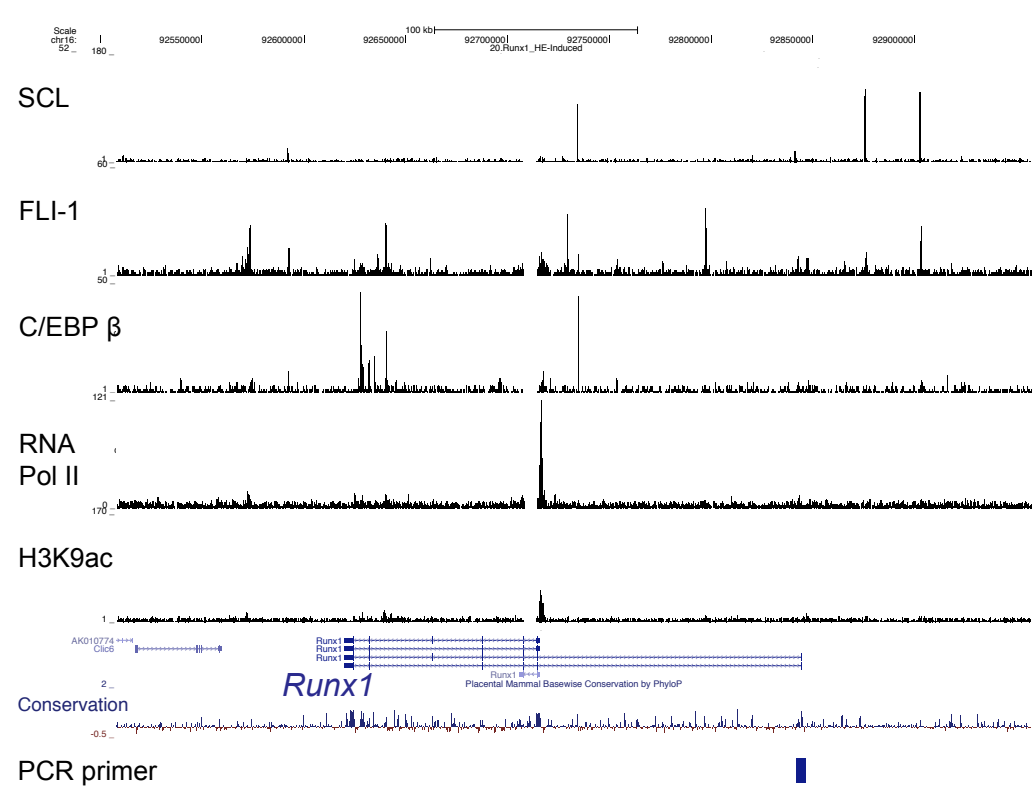 Scale
100 kb
chr16:
92550000
92600000
92650000
92700000
92750000
92800000
92850000
92900000
52 _
180 _
20.Runx1_HE-Induced
SCL
1 _
60 _
FLI-1
1 _
50 _
C/EBP β
1 _
121 _
RNA
Pol II
0 _
170 _
H3K9ac
1 _
AK010774
Clic6
Runx1
Runx1
Runx1
Runx1
Runx1
2 _
Placental Mammal Basewise Conservation by PhyloP
Conservation
-0.5 _
PCR primer